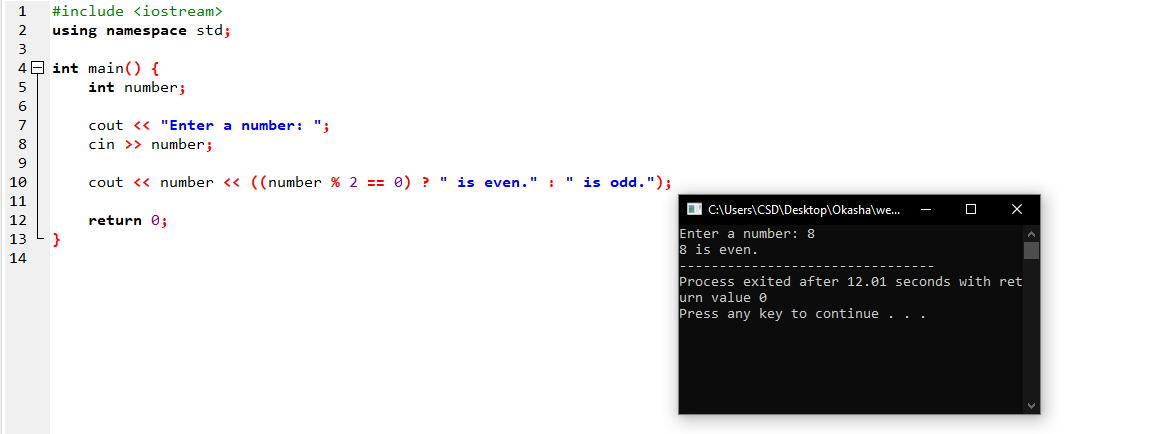 1 #include <iostream>
2 using namespace std;
3
4 int main() {
5     int number;
6
7     cout << "Enter a number: ";
8     cin >> number;
9
10     cout << number << ((number % 2 == 0) ? " is even." : " is odd.");
11
12     return 0;
13 }
14
C:\Users\CSD\Desktop\Okasha\we...
Enter a number: 8
8 is even.
--------------------------------
Process exited after 12.01 seconds with ret
urn value 0
Press any key to continue . . .